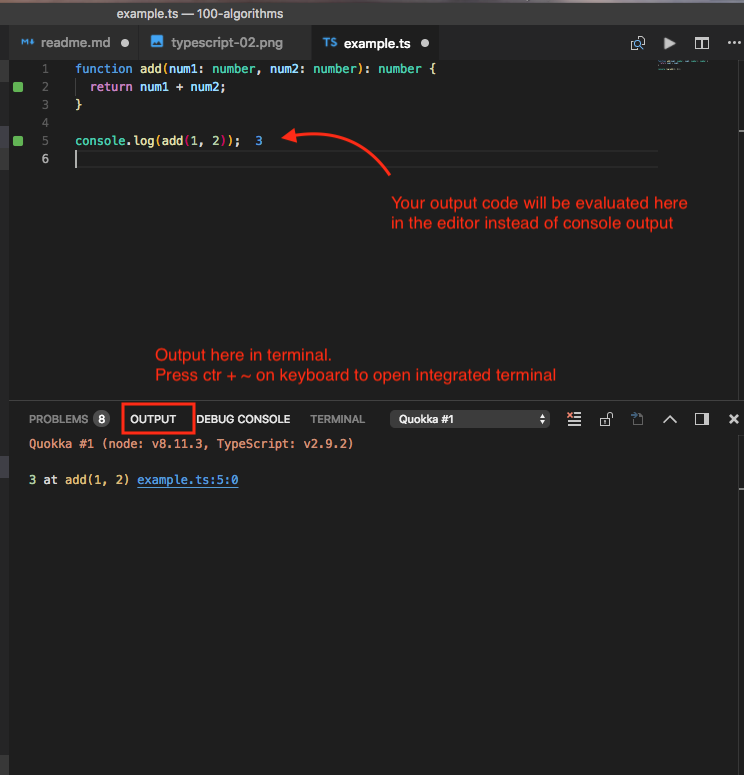 example.ts — 100-algorithms
readme.md typescript-02.png TS example.ts
1 function add(num1: number, num2: number): number {
2 return num1 + num2;
3 }
4
5 console.log(add(1, 2)); 3
6
Your output code will be evaluated here
in the editor instead of console output
Output here in terminal.
Press ctr + ~ on keyboard to open integrated terminal
PROBLEMS 8 OUTPUT DEBUG CONSOLE TERMINAL Quokka #1
Quokka #1 (node: v8.11.3, TypeScript: v2.9.2)
3 at add(1, 2) example.ts:5:0